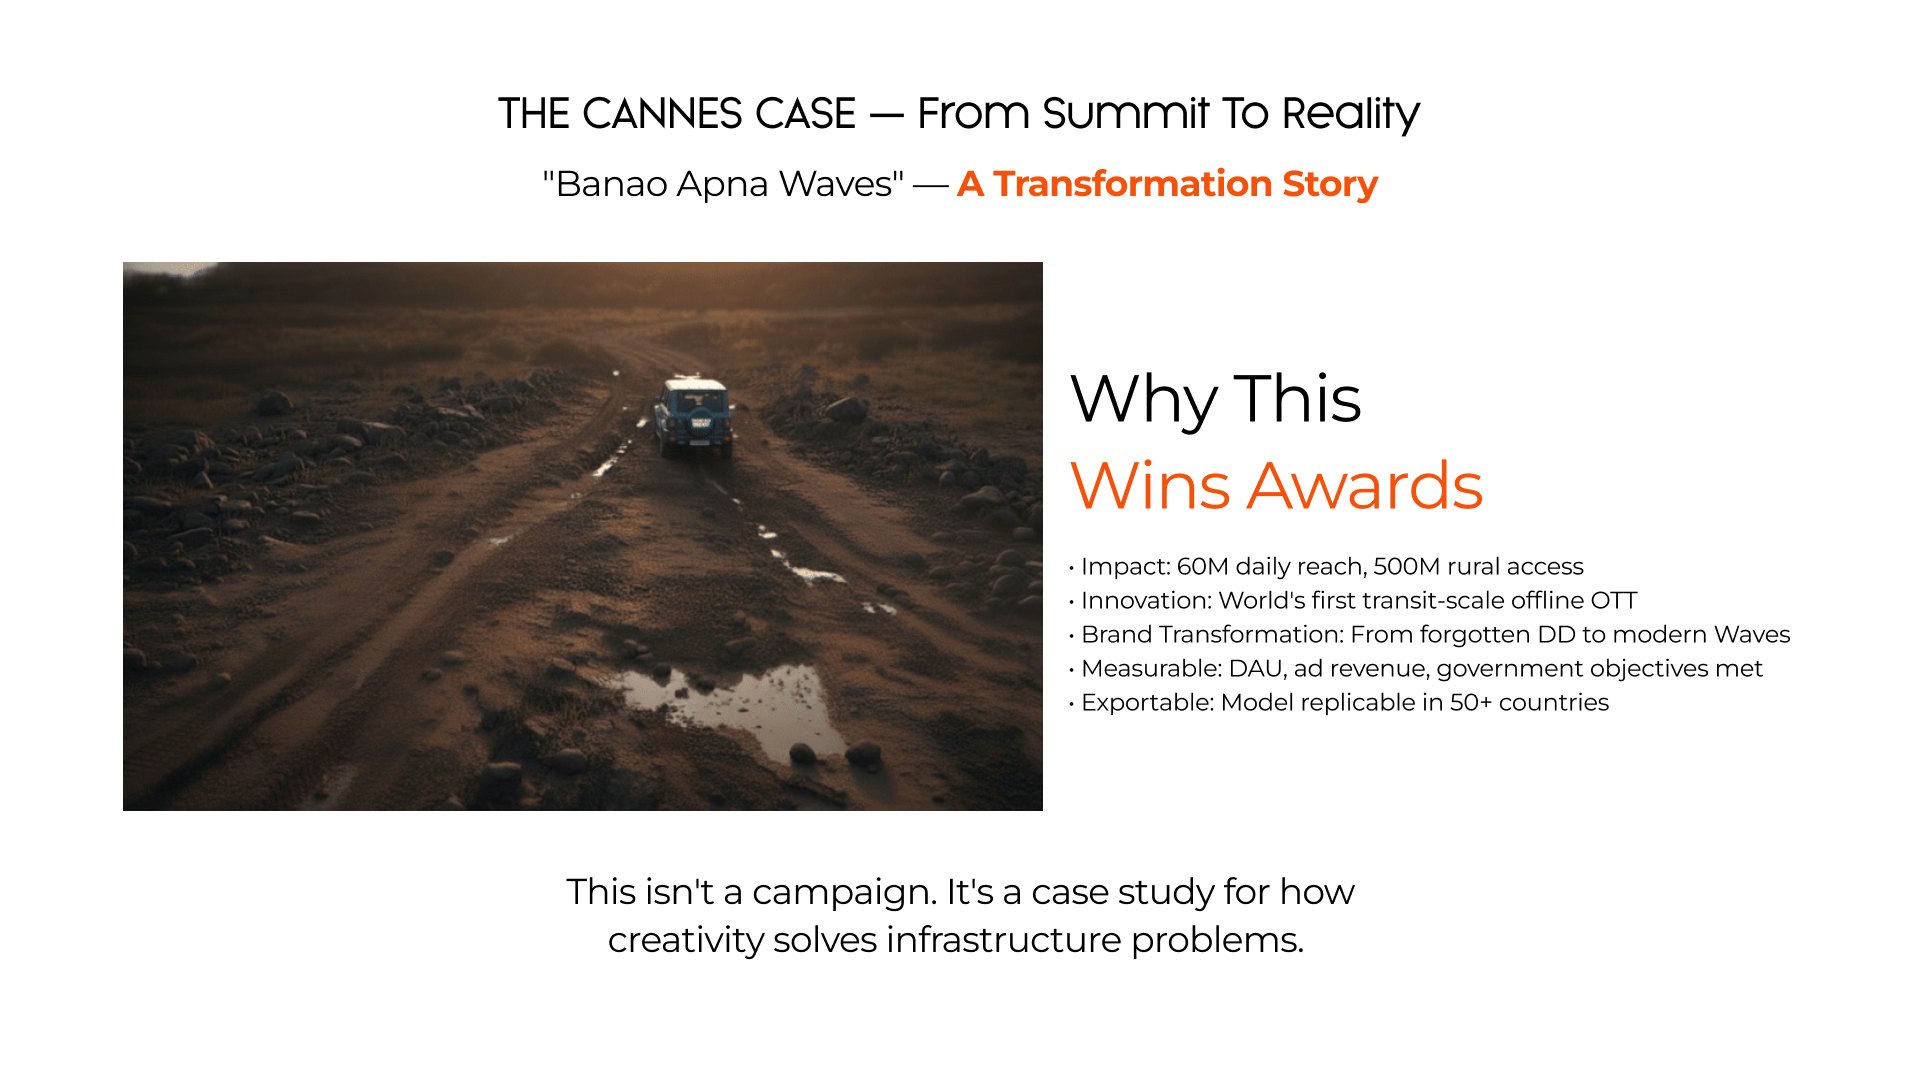 THE CANNES CASE — From Summit To Reality
"Banao Apna Waves" — A Transformation Story
Why This
Wins Awards
• Impact: 60M daily reach, 500M rural access
• Innovation: World's first transit-scale offline OTT
• Brand Transformation: From forgotten DD to modern Waves
• Measurable: DAU, ad revenue, government objectives met
• Exportable: Model replicable in 50+ countries
This isn't a campaign. It's a case study for how
creativity solves infrastructure problems.